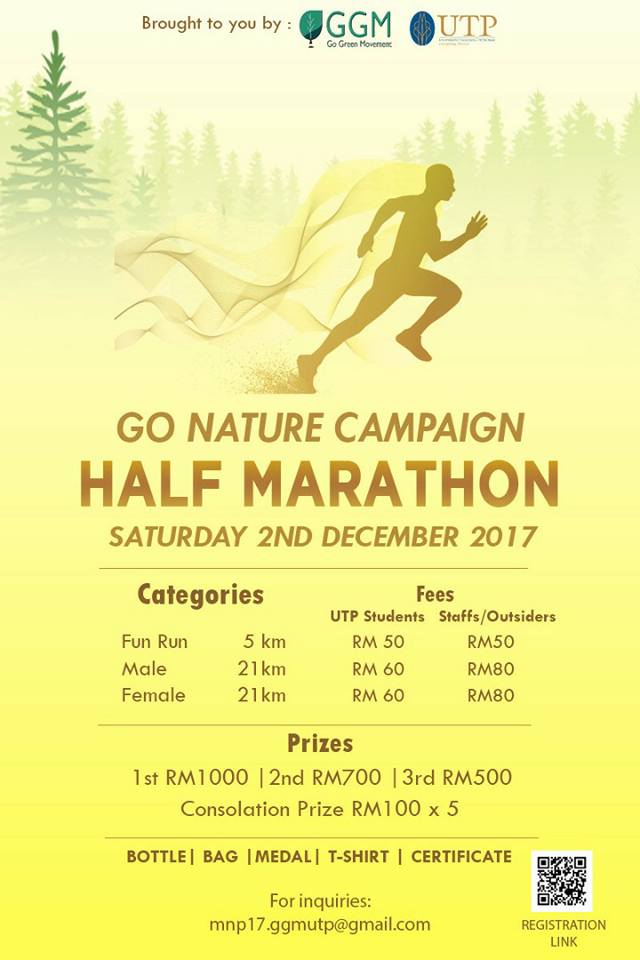 Brought to you by :
GGM
Go Green Movement
UTP
GO NATURE CAMPAIGN
HALF MARATHON
SATURDAY 2ND DECEMBER 2017
Categories Fees
UTP Students Staffs/Outsiders
Fun Run 5 km RM 50 RM50
Male 21km RM 60 RM80
Female 21km RM 60 RM80
Prizes
1st RM1000 |2nd RM700 |3rd RM500
Consolation Prize RM100 x 5
BOTTLE| BAG |MEDAL| T-SHIRT | CERTIFICATE
For inquiries:
mnp17.ggmutp@gmail.com
REGISTRATION
LINK